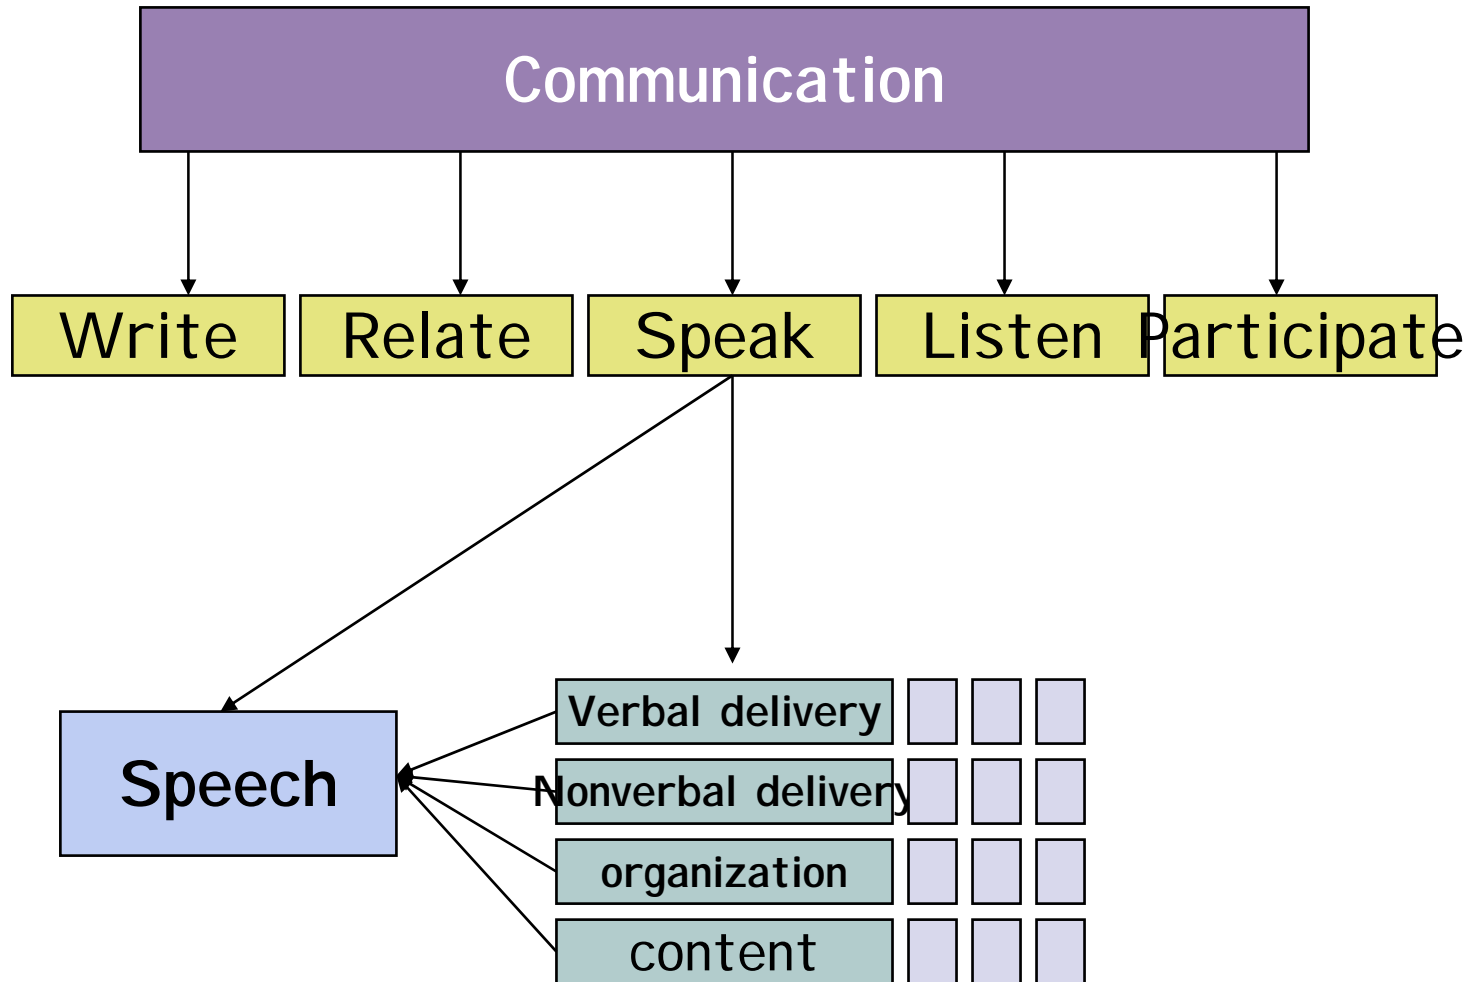 Communication
Write
Relate
Speak
Listen
Participate
Speech
Verbal delivery
Nonverbal delivery
organization
content